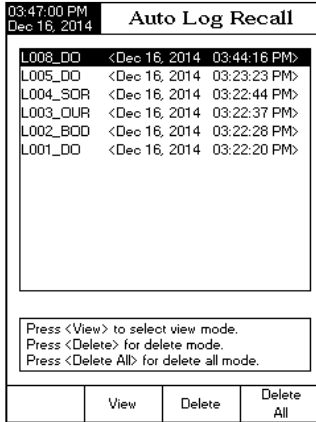 03:47:00 PM
Dec 16, 2014
Auto Log Recall
L008_DO <Dec 16, 2014 03:44:16 PM>
L005_DO <Dec 16, 2014 03:23:23 PM>
L004_SOR <Dec 16, 2014 03:22:44 PM>
L003_OUR <Dec 16, 2014 03:22:37 PM>
L002_BOD <Dec 16, 2014 03:22:28 PM>
L001_DO <Dec 16, 2014 03:22:20 PM>
Press <View> to select view mode.
Press <Delete> for delete mode.
Press <Delete All> for delete all mode.
View
Delete
Delete
All